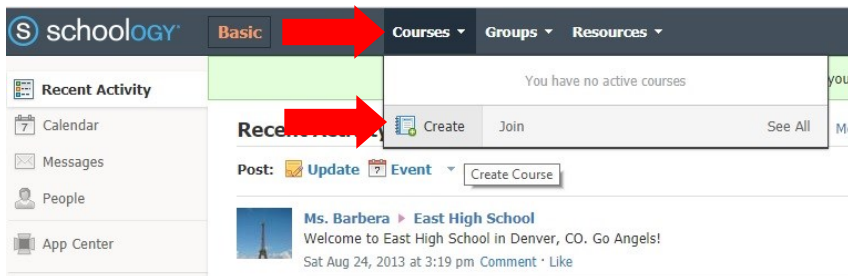 S schoology
Basic Courses Groups Resources
You have no active courses
you
Recent Activity
Create Join See All
Calendar
Messages
Post: Update 7 Event
Create Course
People
Ms. Barbera East High School
Welcome to East High School in Denver, CO. Go Angels!
App Center
Sat Aug 24, 2013 at 3:19 pm Comment · Like